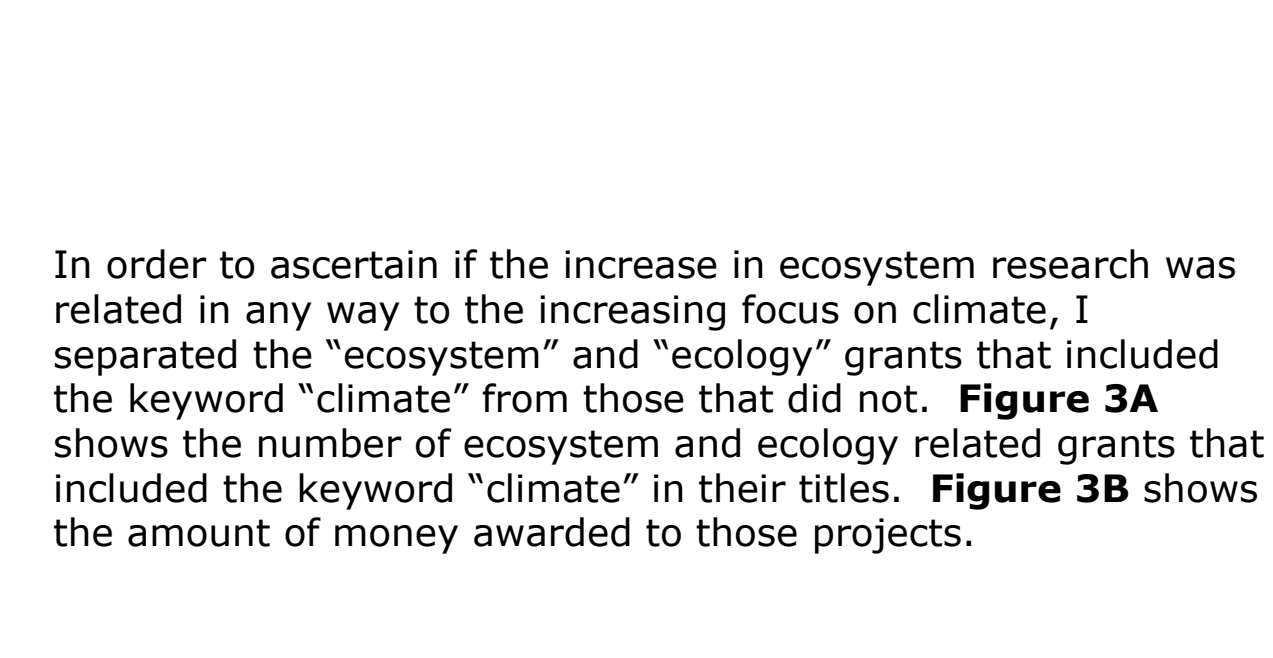 In order to ascertain if the increase in ecosystem research was
related in any way to the increasing focus on climate, I
separated the “ecosystem” and “ecology” grants that included
the keyword “climate” from those that did not.  Figure 3A
shows the number of ecosystem and ecology related grants that
included the keyword “climate” in their titles.  Figure 3B shows
the amount of money awarded to those projects.